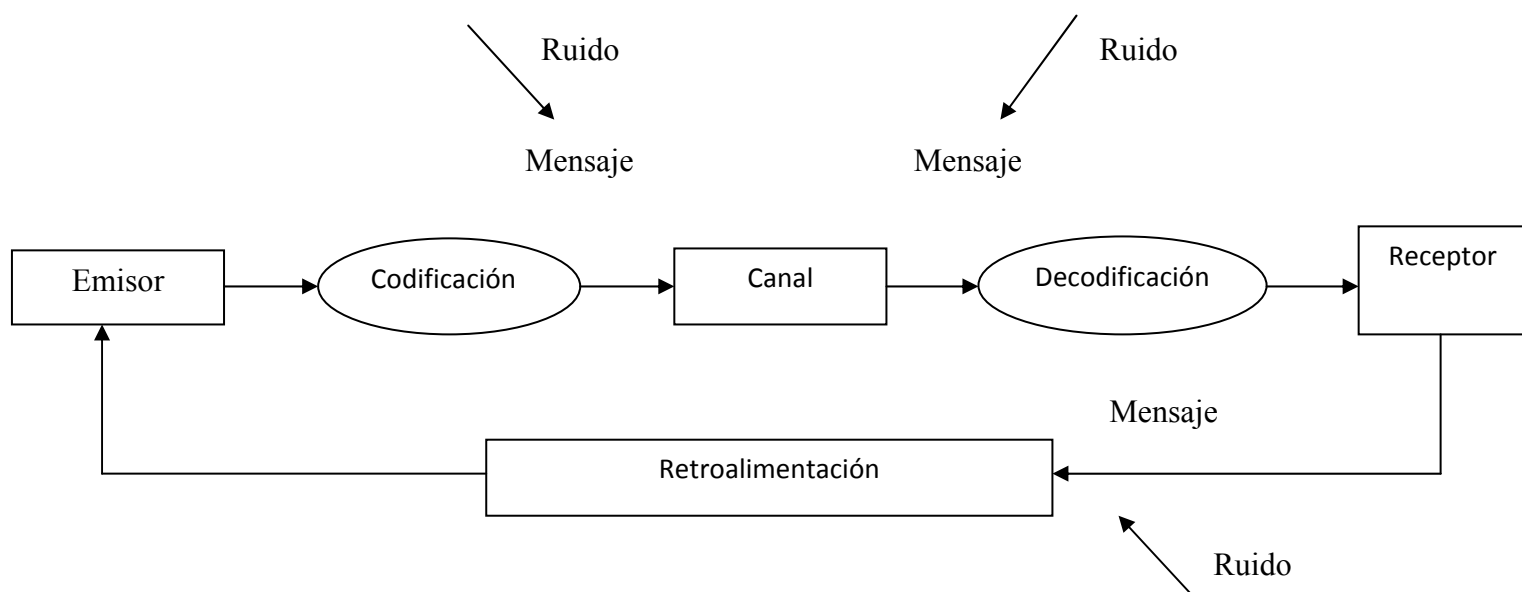 Ruido
Ruido
Mensaje
Mensaje
Emisor
Codificación
Canal
Decodificación
Receptor
Mensaje
Retroalimentación
Ruido